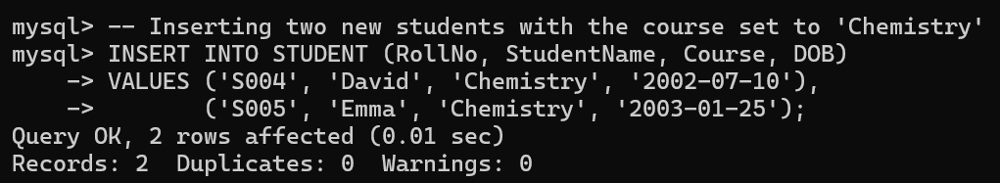 mysql> -- Inserting two new students with the course set to 'Chemistry'
mysql> INSERT INTO STUDENT (RollNo, StudentName, Course, DOB)
    -> VALUES ('S004', 'David', 'Chemistry', '2002-07-10'),
    ->        ('S005', 'Emma', 'Chemistry', '2003-01-25');
Query OK, 2 rows affected (0.01 sec)
Records: 2  Duplicates: 0  Warnings: 0